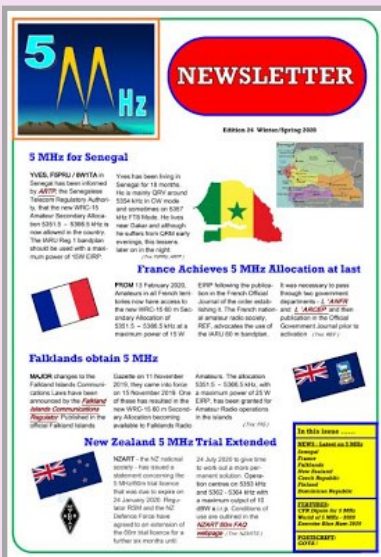 5
MHz
NEWSLETTER
Edition 24 Winter/Spring 2020
5 MHz for Senegal
YVES, F5PRU / 6W1TA in
Senegal has been informed
by ARTP, the Senegalese
Telecom Regulatory Authori-
ty, that the new WRC-15
Amateur Secondary Alloca-
tion 5351.5 – 5366.5 kHz is
now allowed in the country.
The IARU Reg.1 bandplan
should be used with a maxi-
mum power of 15W EIRP.
Yves has been living in
Senegal for 18 months.
He is mainly QRV around
5354 kHz in CW mode
and sometimes on 5357
kHz FT8 Mode. He lives
near Dakar and although
he suffers from QRM early
evenings, this lessens
later on in the night.
France Achieves 5 MHz Allocation at last
FROM 13 February 2020,
Amateurs in all French terri-
tories now have access to
the new WRC-15 60 m Sec-
ondary Allocation of
5351.5 – 5366.5 kHz at a
maximum power of 15 W
EIRP following the publica-
tion in the French Official
Journal of the order estab-
lishing it. The French nation-
al amateur radio society,
REF, advocates the use of
the IARU 60 m bandplan.
It was necessary to pass
through two government
departments - L 'ANFR
and L 'ARCEP and then
publication in the Official
Government Journal prior to
activation (Tnx REF)
Falklands obtain 5 MHz
MAJOR changes to the
Falkland Islands Communi-
cations Laws have been
announced by the Falkland
Islands Communications
Regulator. Published in the
official Falkland Islands
Gazette on 11 November
2019, they came into force
on 15 November 2019. One
of these has resulted in the
new WRC-15 60 m Second-
ary Allocation becoming
available to Falklands Radio
Amateurs. The allocation
5351.5 – 5366.5 kHz, with
a maximum power of 15 W
EIRP, has been granted for
Amateur Radio operations
in the islands.
New Zealand 5 MHz Trial Extended
NZART - the NZ national
society - has issued a
statement concerning the
5 MHz/60m trial licence
that was due to expire on
24 January 2020. Regu-
lator RSM and the NZ
Defence Force have
agreed to an extension of
the 60m trial licence for a
further six months until
24 July 2020 to give time
to work out a more per-
manent solution. Opera-
tion centres on 5353 kHz
and 5362 - 5364 kHz with a
maximum output of 10
dBW e.i.r.p. Conditions of
use are outlined in the
NZART 60m FAQ
webpage (Tnx NZART)
In this issue ......
NEWS : Latest on 5 MHz
Senegal
France
Falklands
New Zealand
Czech Republic
Finland
Dominican Republic
FEATURES:
World of 5 MHz - 2020
Exercise Blue Ham 2020
POSTSCRIPT:
GOTA !